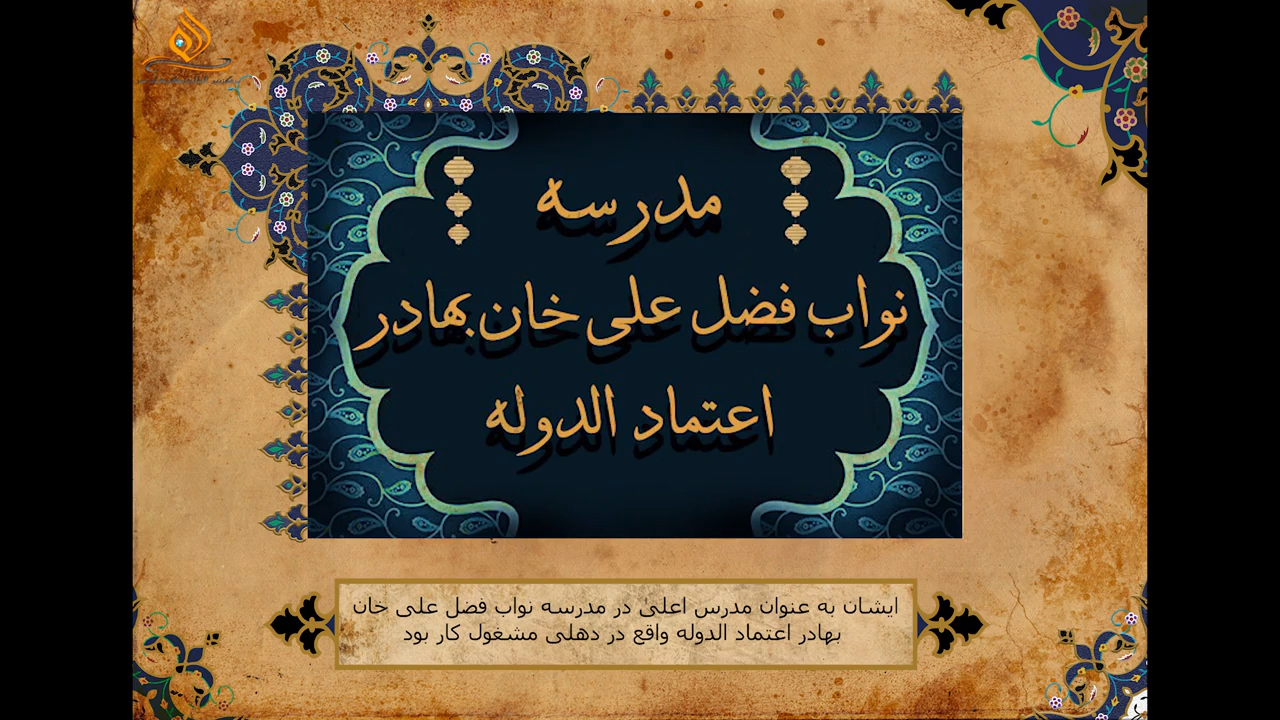 مدرسه
نواب فضل علی خان بهادر
اعتماد الدوله
ایشان به عنوان مدرس اعلیٰ در مدرسه نواب فضل علی خان
بهادر اعتماد الدوله واقع در دهلی مشغول کار بود